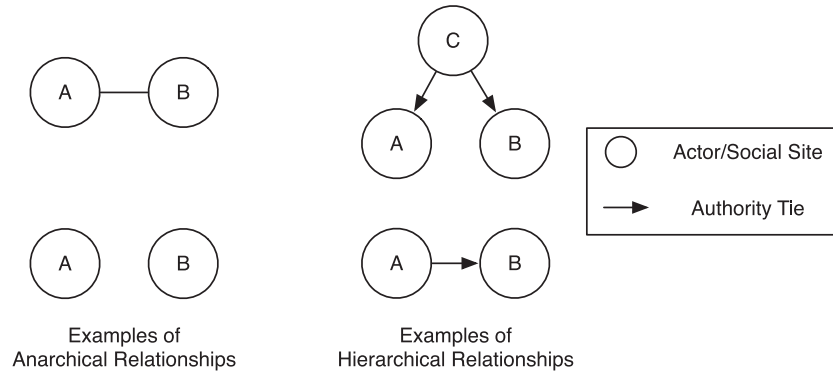 C
A
B
A
B
Actor/Social Site
Authority Tie
A
B
A
B
Examples of
Anarchical Relationships
Examples of
Hierarchical Relationships